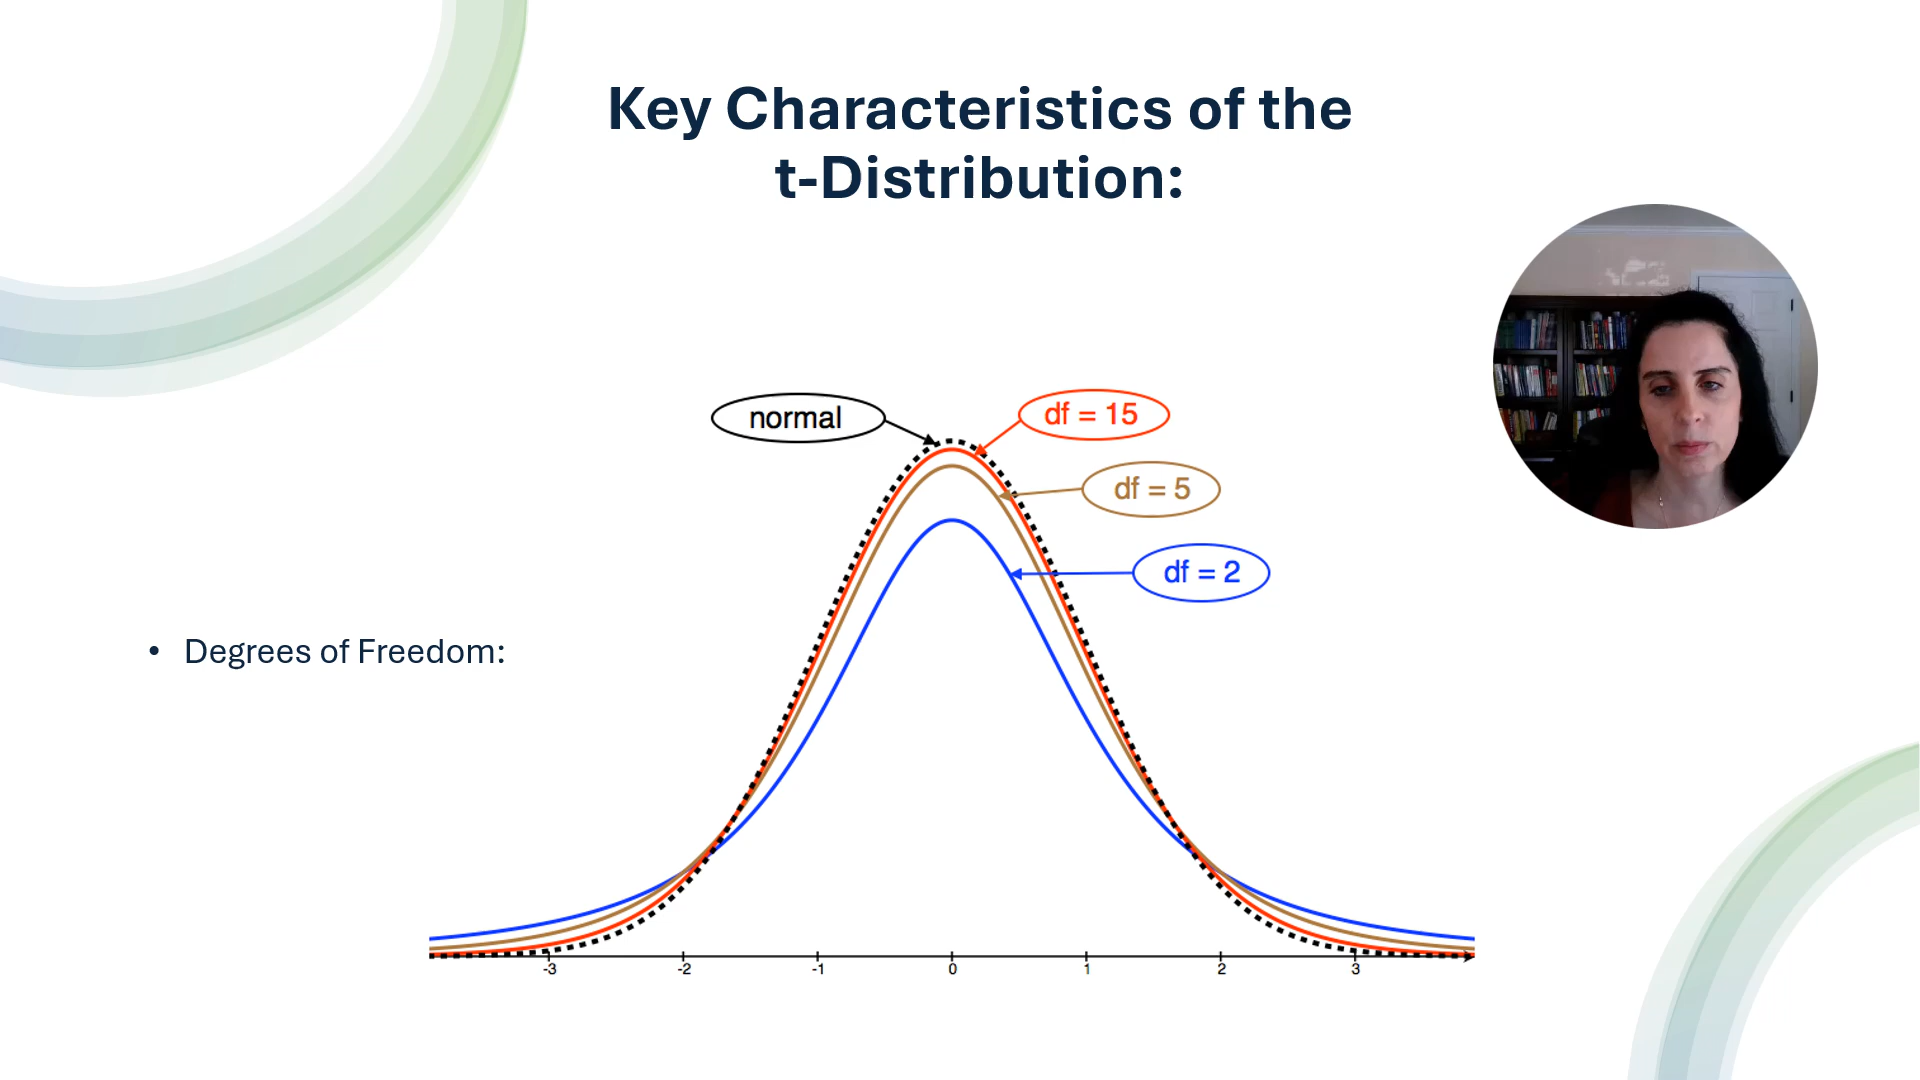 Key Characteristics of the
t-Distribution:
normal
df = 15
df = 5
df = 2
• Degrees of Freedom:
-3 -2 -1 0 1 2 3